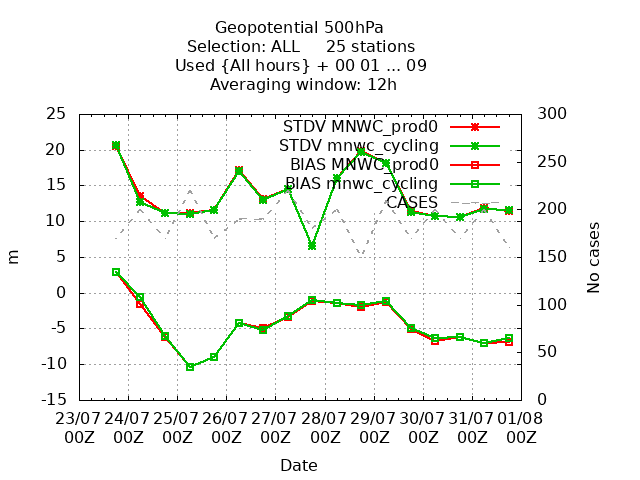 Geopotential 500hPa
Selection: ALL     25 stations
Used {All hours} + 00 01 ... 09
Averaging window: 12h
25
20
15
10
5
0
-5
-10
-15
m
STDV MNWC_prod0
STDV mnwc_cycling
BIAS MNWC_prod0
BIAS mnwc_cycling
CASES
300
250
200
150
100
50
0
No cases
23/07 24/07 25/07 26/07 27/07 28/07 29/07 30/07 31/07 01/08
00Z 00Z 00Z 00Z 00Z 00Z 00Z 00Z 00Z 00Z
Date